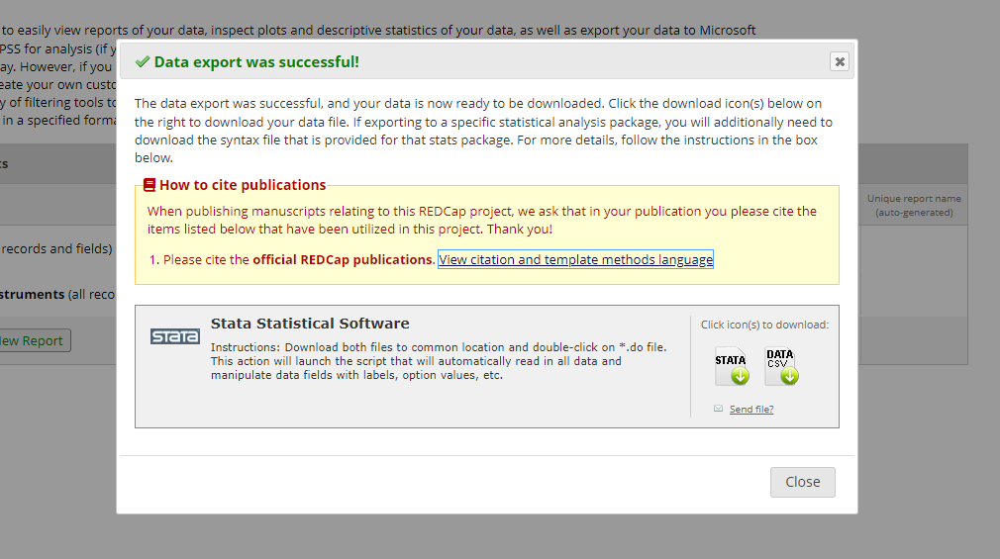 to easily view reports of your data, inspect plots and descriptive statistics of your data, as well as export your data to Microsoft
PSS for analysis (if y
ay. However, if you
eate your own custo
y of filtering tools to
in a specified forma
✔ Data export was successful!
The data export was successful, and your data is now ready to be downloaded. Click the download icon(s) below on
the right to download your data file. If exporting to a specific statistical analysis package, you will additionally need to
download the syntax file that is provided for that stats package. For more details, follow the instructions in the box
below.
How to cite publications
When publishing manuscripts relating to this REDCap project, we ask that in your publication you please cite the
items listed below that have been utilized in this project. Thank you!
1. Please cite the official REDCap publications. View citation and template methods language
ts
Unique report name
(auto-generated)
records and fields)
struments (all reco
ew Report
stata
Stata Statistical Software
Instructions: Download both files to common location and double-click on *.do file.
This action will launch the script that will automatically read in all data and
manipulate data fields with labels, option values, etc.
Click icon(s) to download:
STATA
DATA
CSV
Send file?
Close